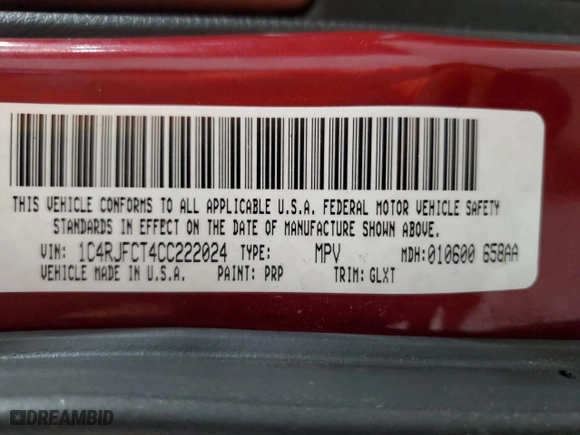 THIS VEHICLE CONFORMS TO ALL APPLICABLE U.S.A. FEDERAL MOTOR VEHICLE SAFETY
STANDARDS IN EFFECT ON THE DATE OF MANUFACTURE SHOWN ABOVE.
VIN: 1C4RJFCT4CC222024 TYPE: MPV MDH: 010600 658AA
VEHICLE MADE IN U.S.A. PAINT: PRP TRIM: GLXT
DREAMBID